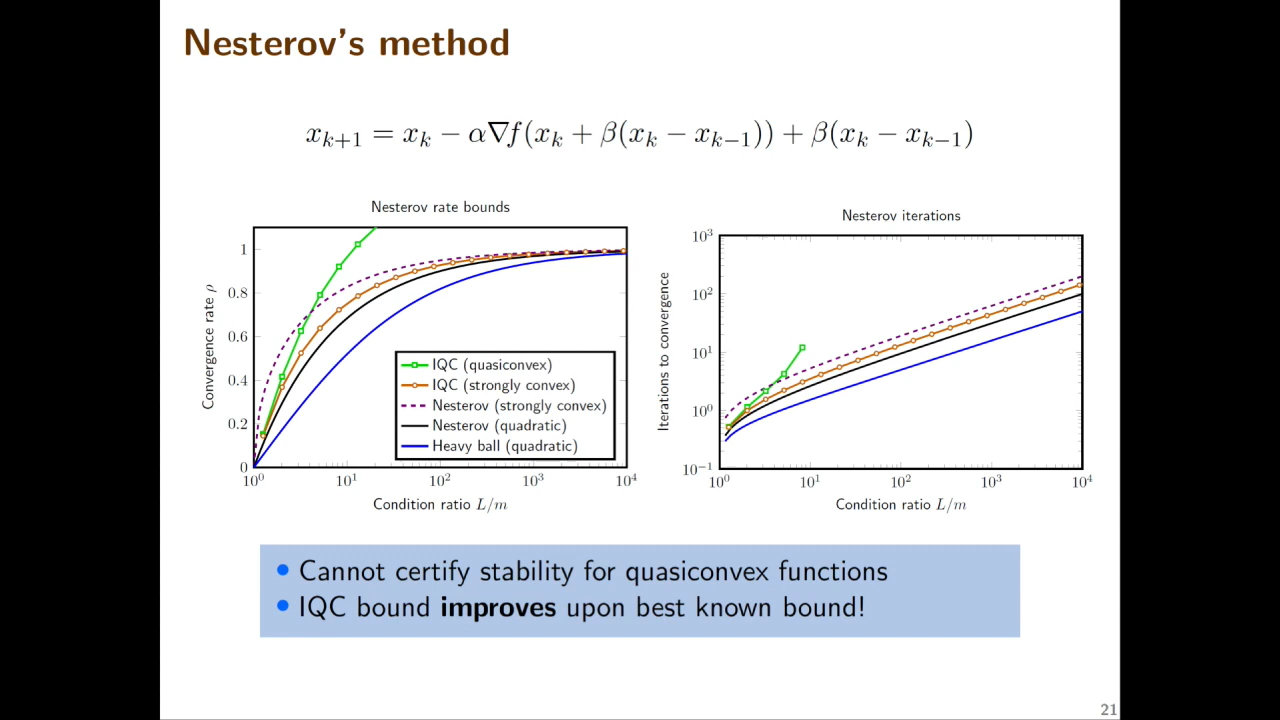 Nesterov's method
x_{k+1} = x_k − α∇f(x_k + β(x_k − x_{k−1})) + β(x_k − x_{k−1})
Nesterov rate bounds
Convergence rate ρ
1
0.8
0.6
0.4
0.2
0
10^0 10^1 10^2 10^3 10^4
Condition ratio L/m
IQC (quasiconvex)
IQC (strongly convex)
Nesterov (strongly convex)
Nesterov (quadratic)
Heavy ball (quadratic)
Nesterov iterations
Iterations to convergence
10^3
10^2
10^1
10^0
10^−1
10^0 10^1 10^2 10^3 10^4
Condition ratio L/m
• Cannot certify stability for quasiconvex functions
• IQC bound improves upon best known bound!
21